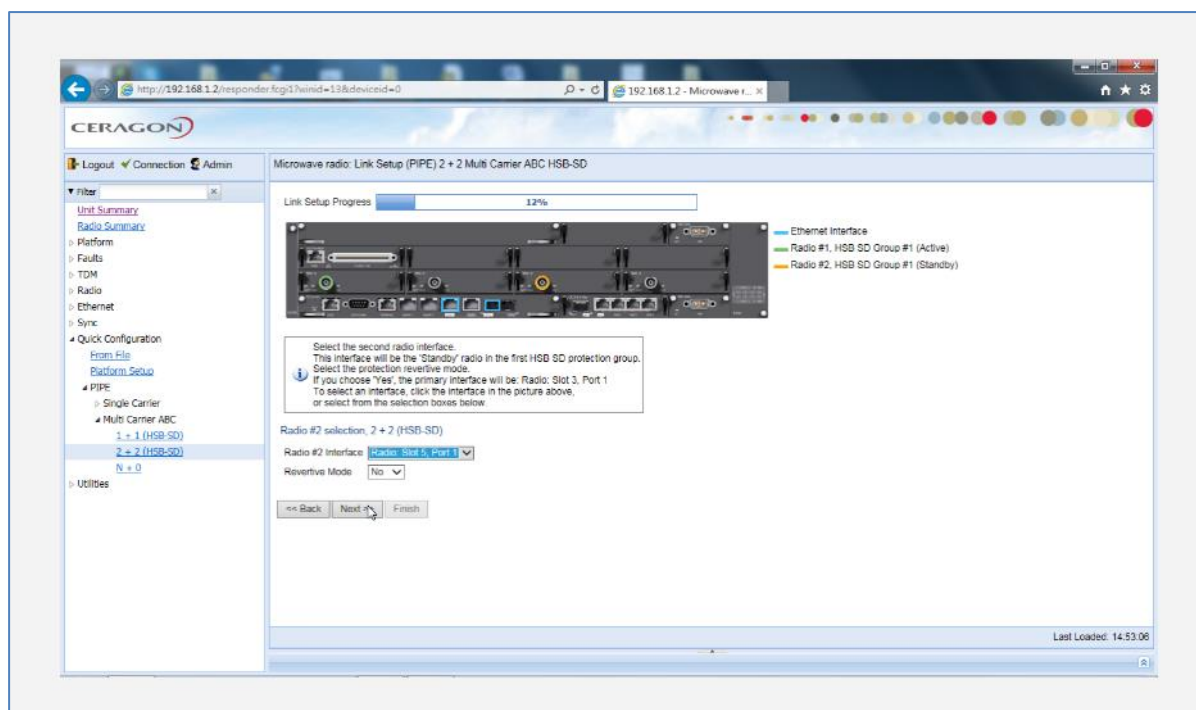 http://192.168.1.2/responder.fcgi1?winid=13&deviceid=0
192.168.1.2 - Microwave r...
CERAGON
Logout Connection Admin
Microwave radio: Link Setup (PIPE) 2 + 2 Multi Carrier ABC HSB-SD
Filter
Unit Summary
Radio Summary
Platform
Faults
TDM
Radio
Ethernet
Sync
Quick Configuration
From File
Platform Setup
PIPE
Single Carrier
Multi Carrier ABC
1 + 1 (HSB-SD)
2 + 2 (HSB-SD)
N + 0
Utilities
Link Setup Progress 12%
Ethernet Interface
Radio #1, HSB SD Group #1 (Active)
Radio #2, HSB SD Group #1 (Standby)
Select the second radio interface.
This interface will be the 'Standby' radio in the first HSB SD protection group.
Select the protection revertive mode.
If you choose 'Yes', the primary interface will be: Radio: Slot 3, Port 1
To select an interface, click the interface in the picture above,
or select from the selection boxes below.
Radio #2 selection, 2 + 2 (HSB-SD)
Radio #2 Interface Radio: Slot 5, Port 1
Revertive Mode No
<< Back Next >> Finish
Last Loaded: 14:53:06